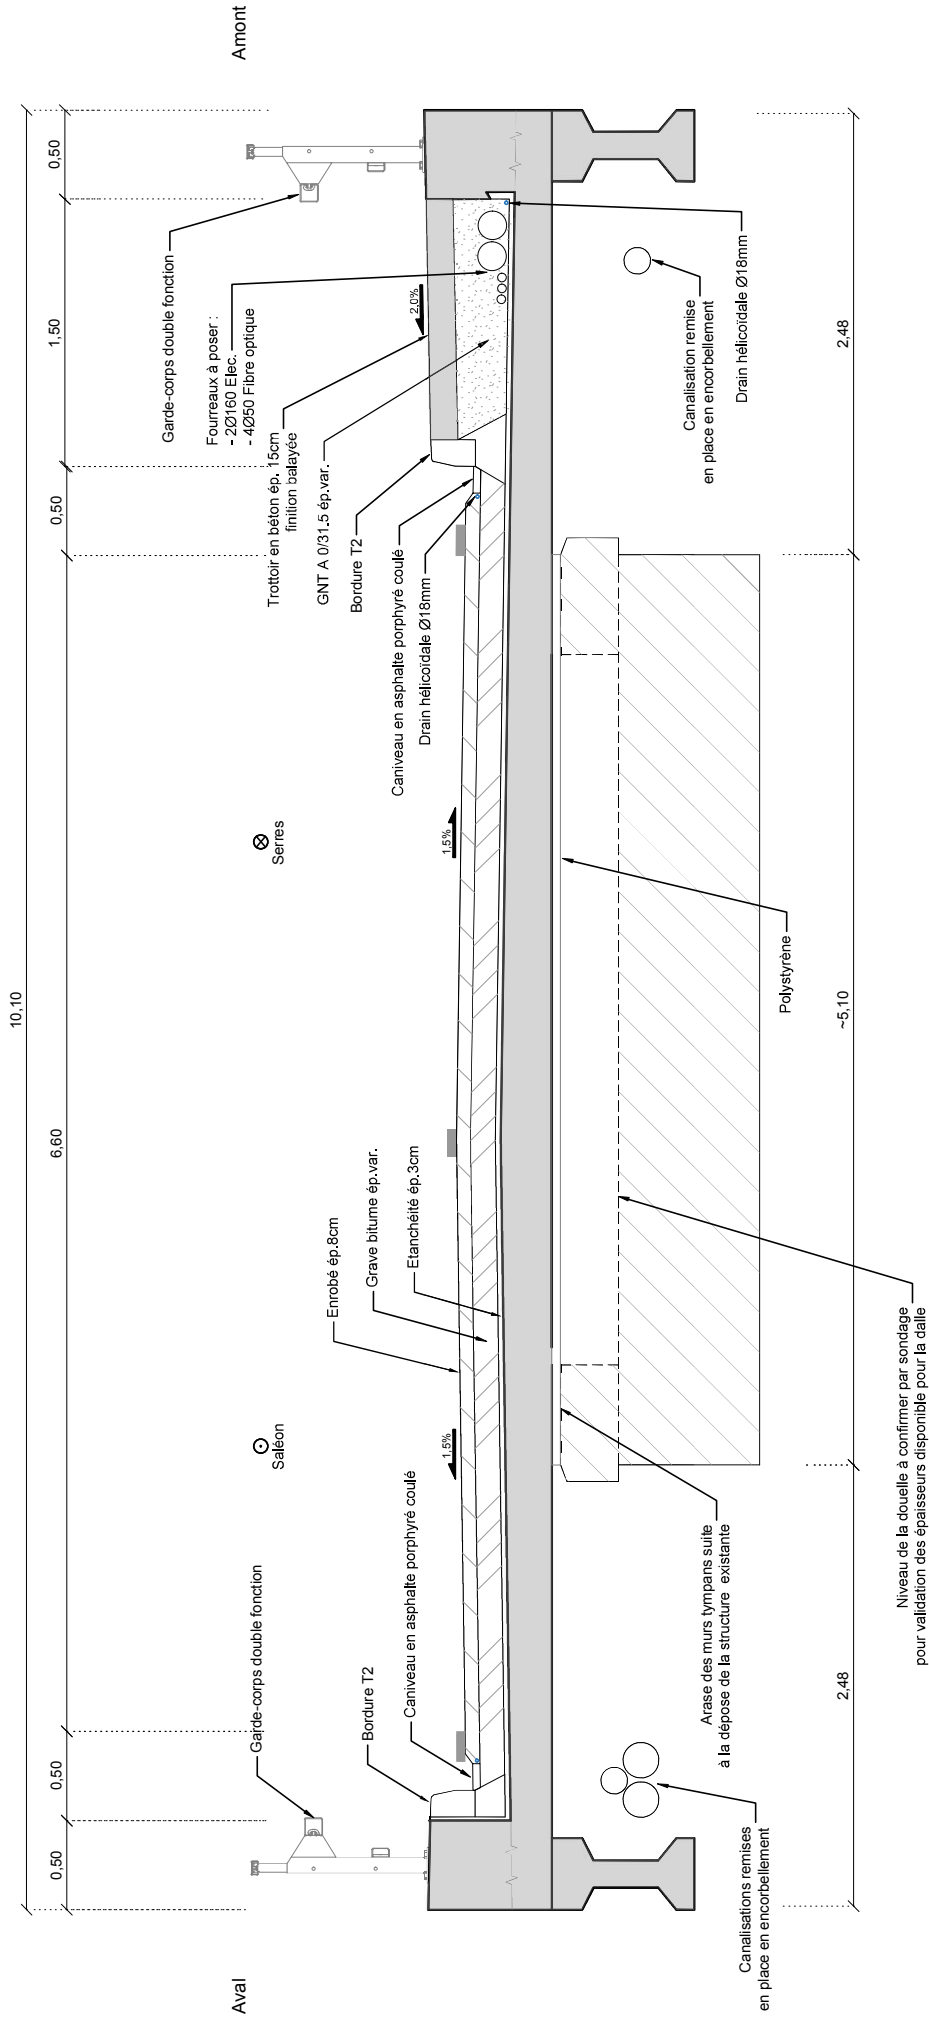 Aval
Amont
10,10
0,50
0,50
6,60
0,50
1,50
0,50
Garde-corps double fonction
Saléon
Serres
Garde-corps double fonction
Fourreaux à poser :
- 2Ø160 Elec.
- 4Ø50 Fibre optique
Trottoir en béton ép. 15cm
finition balayée
GNT A 0/31.5 ép.var.
Bordure T2
Caniveau en asphalte porphyré coulé
Drain hélicoïdale Ø18mm
Enrobé ép.8cm
Grave bitume ép.var.
Etanchéité ép.3cm
Bordure T2
Caniveau en asphalte porphyré coulé
1,5%
1,5%
2,0%
Canalisations remises
en place en encorbellement
Arase des murs tympans suite
à la dépose de la structure existante
Polystyrène
Canalisation remise
en place en encorbellement
Drain hélicoïdale Ø18mm
2,48
~5,10
2,48
Niveau de la douelle à confirmer par sondage
pour validation des épaisseurs disponible pour la dalle